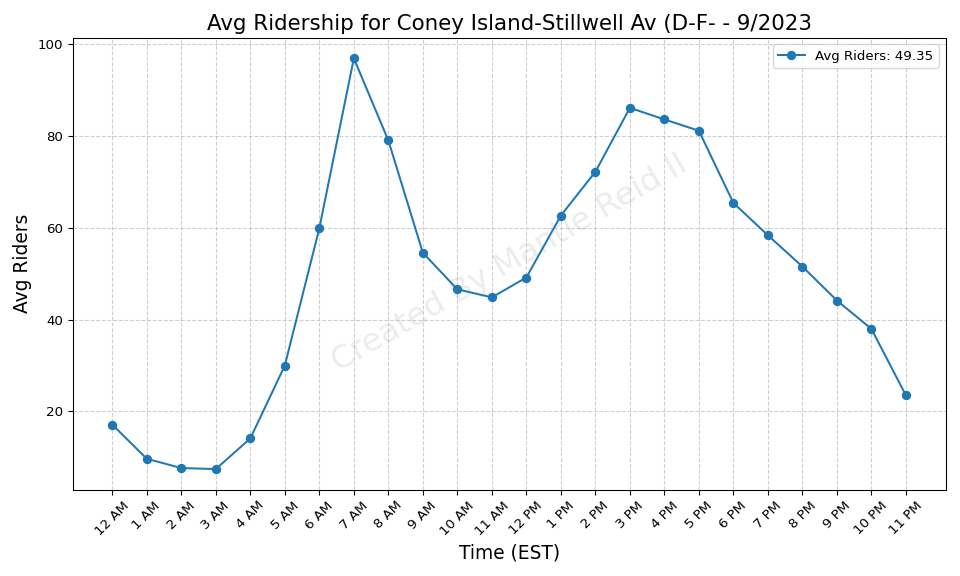 Avg Ridership for Coney Island-Stillwell Av (D-F- - 9/2023
Avg Riders: 49.35
100
80
60
40
20
Avg Riders
Created By Mantle Reid II
12 AM
1 AM
2 AM
3 AM
4 AM
5 AM
6 AM
7 AM
8 AM
9 AM
10 AM
11 AM
12 PM
1 PM
2 PM
3 PM
4 PM
5 PM
6 PM
7 PM
8 PM
9 PM
10 PM
11 PM
Time (EST)